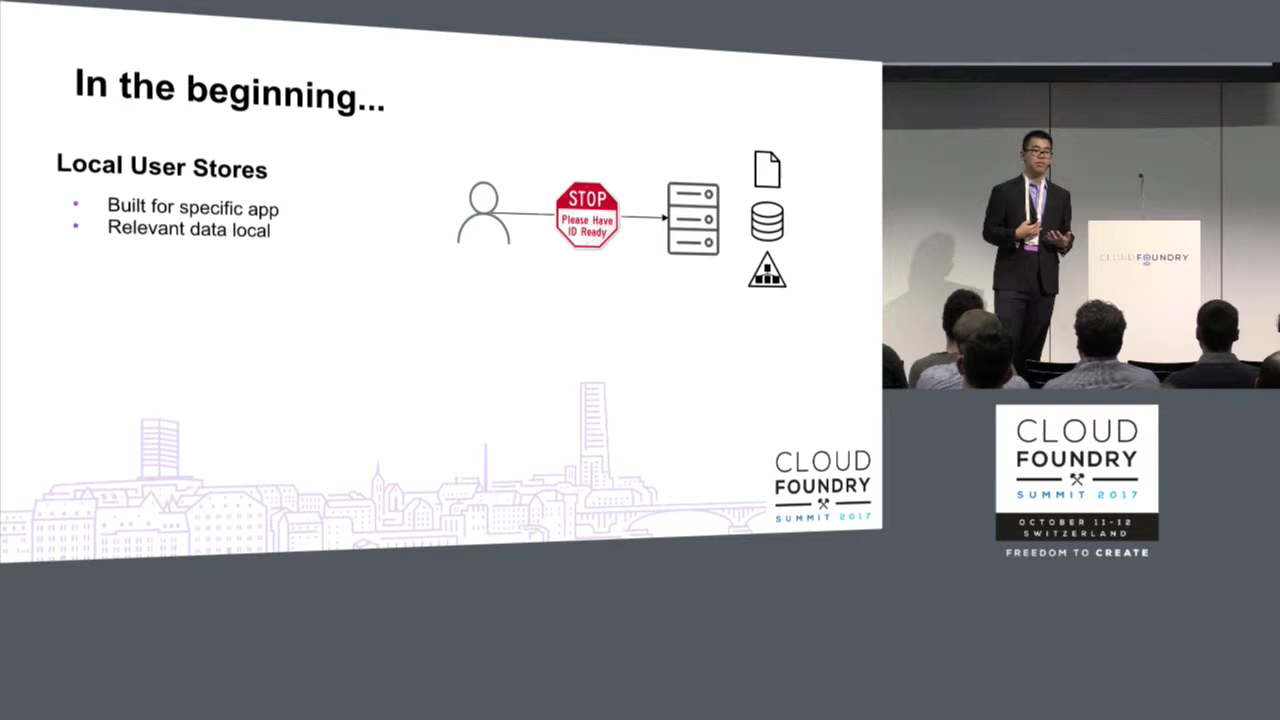 In the beginning...
Local User Stores
• Built for specific app
• Relevant data local
STOP
Please Have
ID Ready
CLOUD
FOUNDRY
SUMMIT 2017
CLOUD FOUNDRY
CLOUD
FOUNDRY
SUMMIT 2017
OCTOBER 11-12
SWITZERLAND
FREEDOM TO CREATE